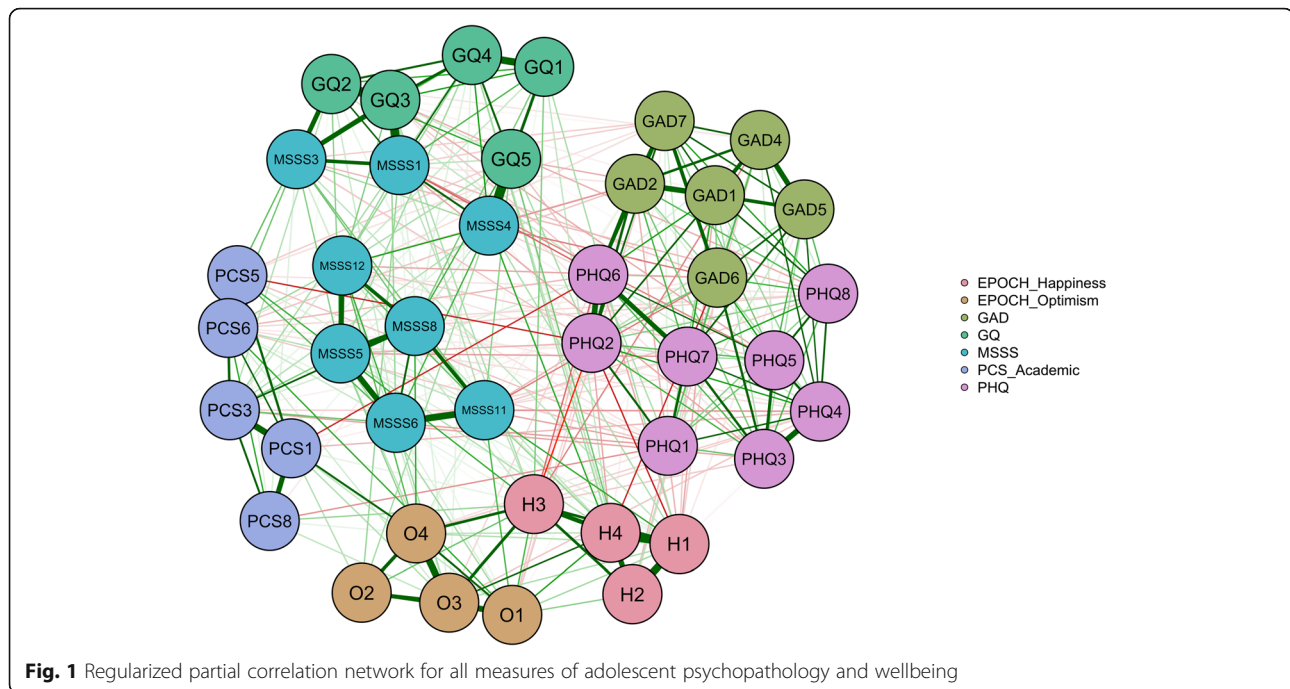 GQ4
GQ1
GQ2
GQ3
GAD7
GAD4
MSSS3
MSSS1
GQ5
GAD2
GAD1
GAD5
MSSS4
MSSS12
PCS5
PHQ6
GAD6
PHQ8
EPOCH_Happiness
EPOCH_Optimism
GAD
GQ
MSSS
PCS_Academic
PHQ
PCS6
MSSS8
MSSS5
PHQ2
PHQ7
PHQ5
PCS3
MSSS6
MSSS11
PHQ4
PCS1
PHQ1
PHQ3
PCS8
H3
O4
H4
H1
O2
O3
O1
H2
Fig. 1 Regularized partial correlation network for all measures of adolescent psychopathology and wellbeing